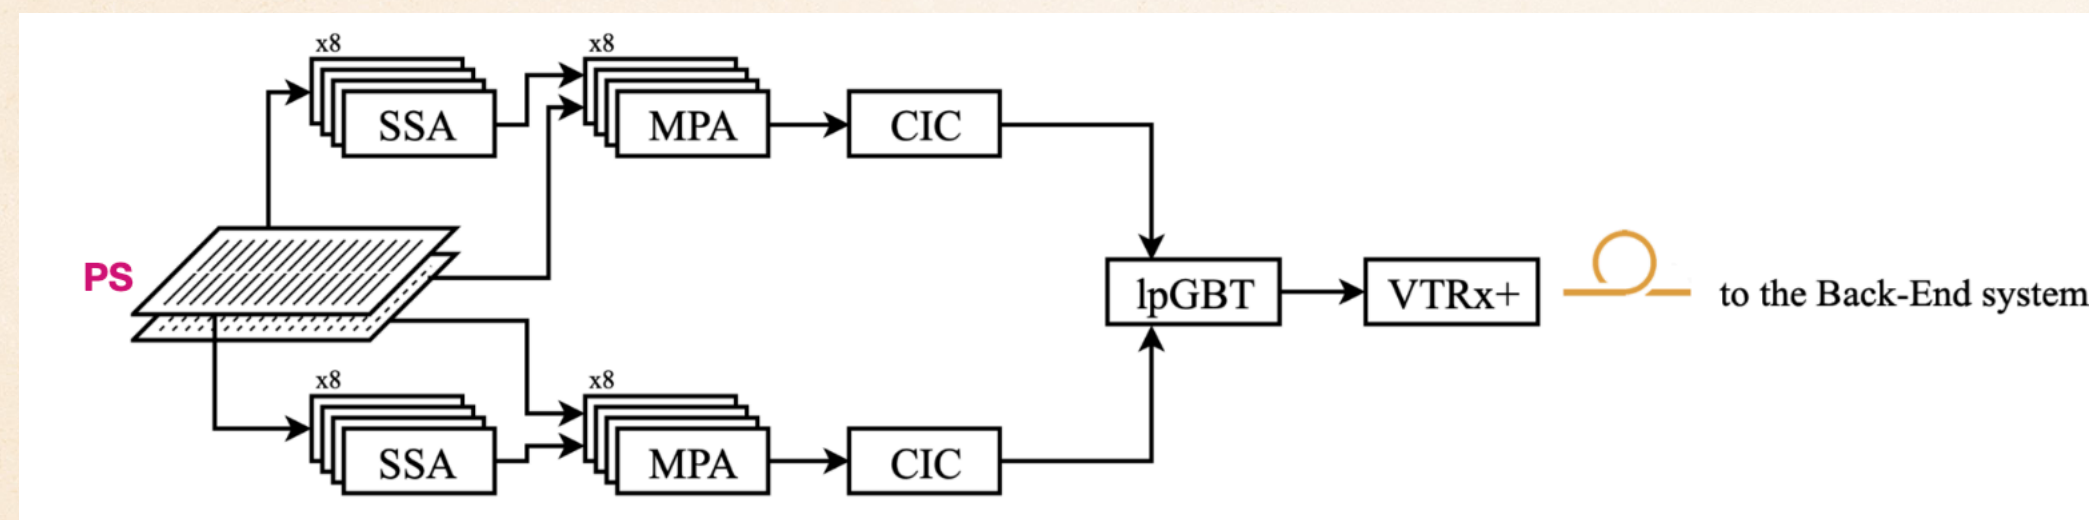 x8
x8
SSA
MPA
CIC
PS
lpGBT
VTRx+
to the Back-End system
x8
x8
SSA
MPA
CIC